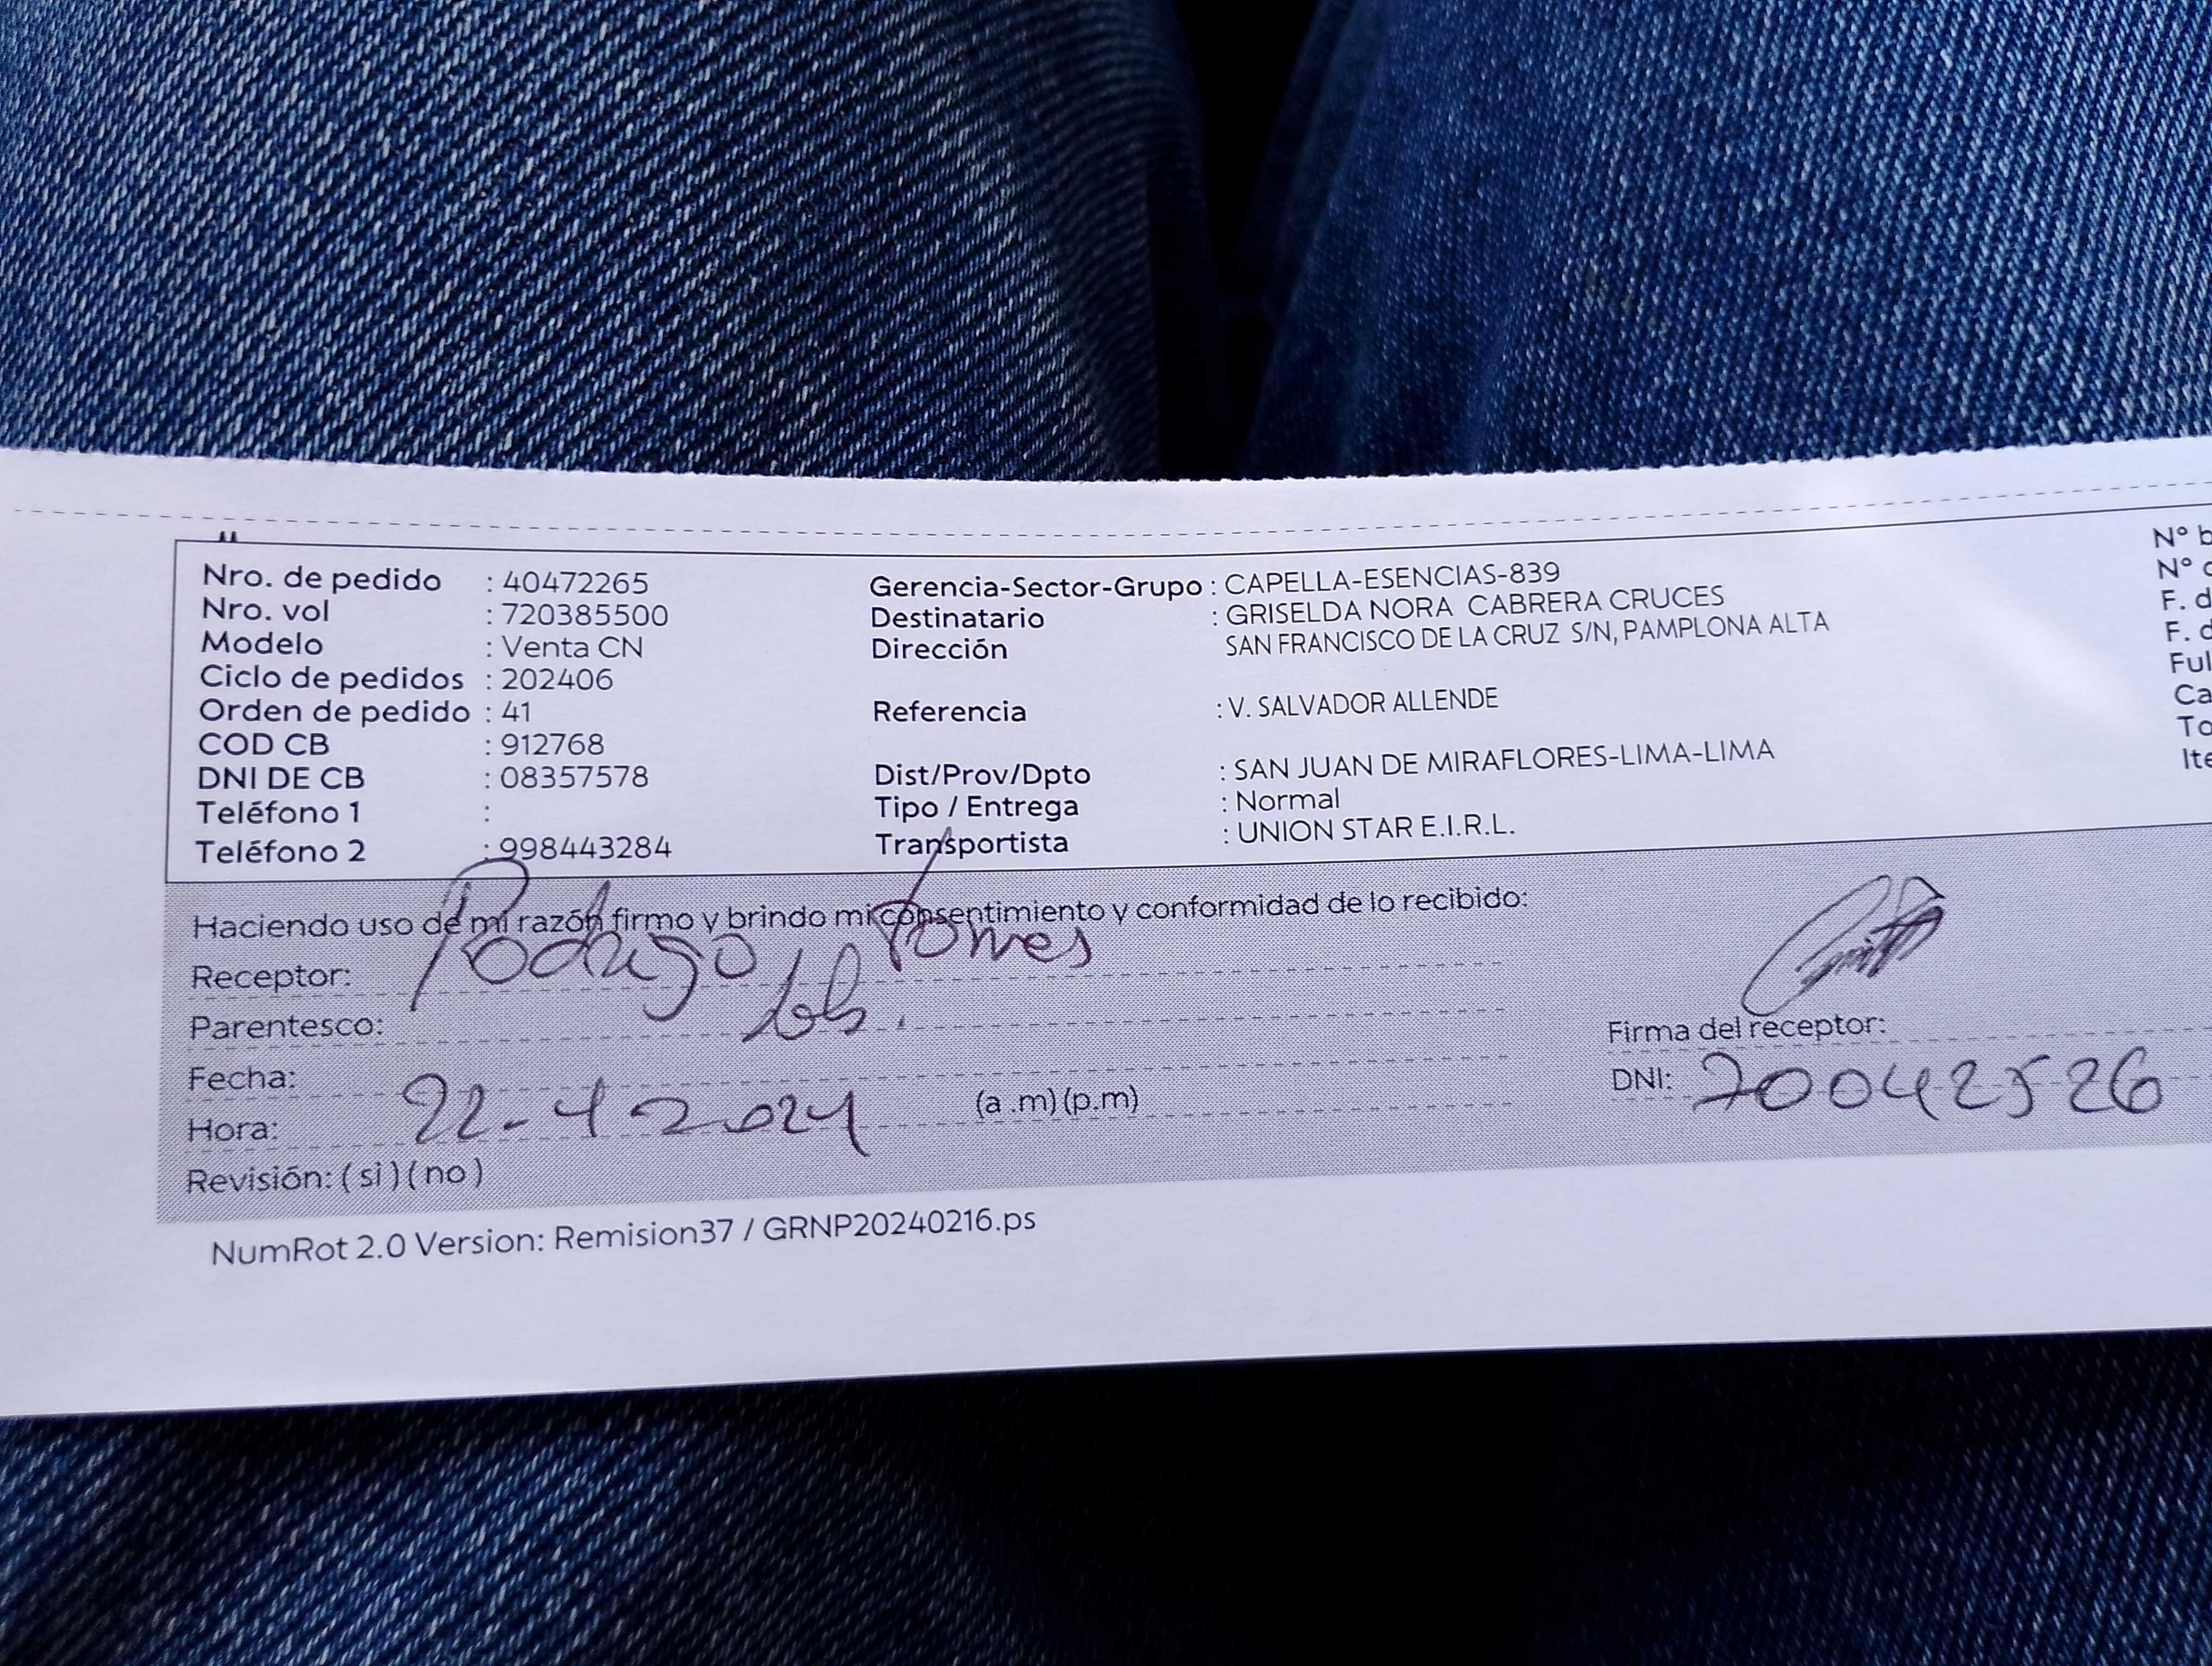 Nro. de pedido : 40472265
Nro. vol : 720385500
Modelo : Venta CN
Ciclo de pedidos : 202406
Orden de pedido : 41
COD CB : 912768
DNI DE CB : 08357578
Teléfono 1 :
Teléfono 2 : 998443284
Gerencia-Sector-Grupo : CAPELLA-ESENCIAS-839
Destinatario : GRISELDA NORA CABRERA CRUCES
Dirección SAN FRANCISCO DE LA CRUZ S/N, PAMPLONA ALTA
Referencia : V. SALVADOR ALLENDE
Dist/Prov/Dpto : SAN JUAN DE MIRAFLORES-LIMA-LIMA
Tipo / Entrega : Normal
Transportista : UNION STAR E.I.R.L.
N° b
N°
F. d
F. d
Ful
Ca
To
Ite
Haciendo uso de mi razón firmo y brindo mi consentimiento y conformidad de lo recibido:
Receptor: Rodrigo Torres
Parentesco:
Fecha:
Hora: 22-4 2024 (a .m) (p.m)
Revisión: ( si ) ( no )
Firma del receptor:
DNI: 70042526
NumRot 2.0 Version: Remision37 / GRNP20240216.ps